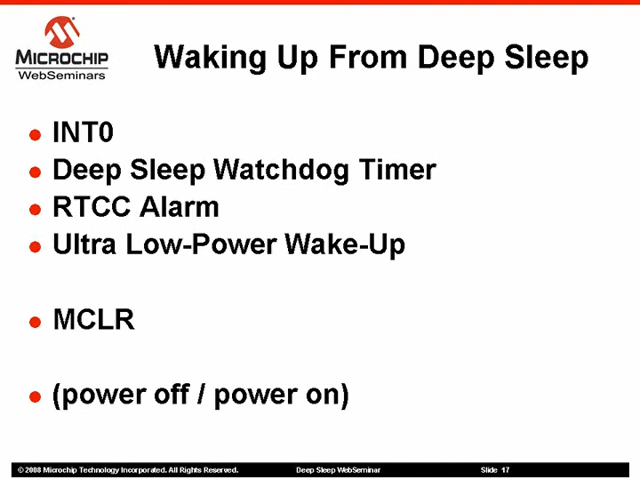 MICROCHIP
WebSeminars
Waking Up From Deep Sleep
INT0
Deep Sleep Watchdog Timer
RTCC Alarm
Ultra Low-Power Wake-Up
MCLR
(power off / power on)
© 2008 Microchip Technology Incorporated. All Rights Reserved. Deep Sleep WebSeminar Slide 17